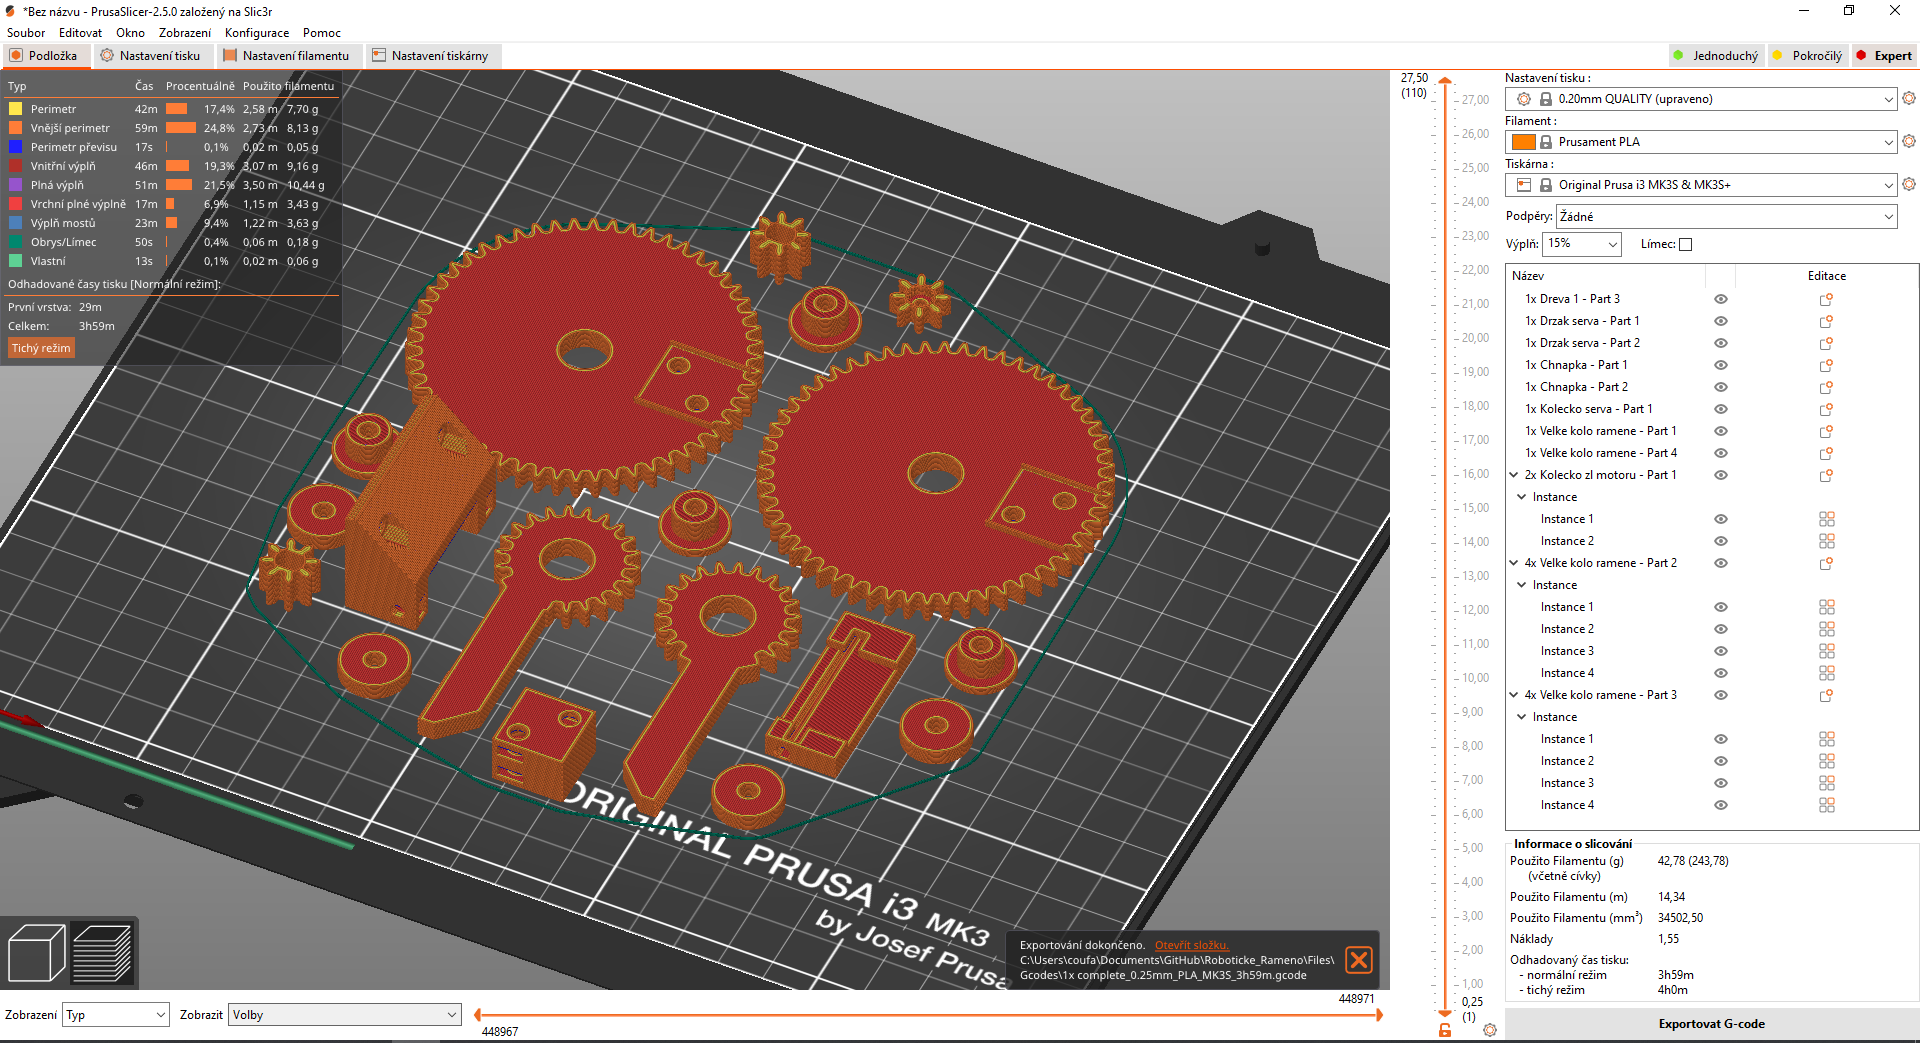 *Bez názvu - PrusaSlicer-2.5.0 založený na Slic3r
Soubor Editovat Okno Zobrazení Konfigurace Pomoc
Podložka Nastavení tisku Nastavení filamentu Nastavení tiskárny Jednoduchý Pokročilý Expert
Typ Čas Procentuálně Použito filamentu
Perimetr 42m 17,4% 2,58 m 7,70 g
Vnější perimetr 59m 24,8% 2,73 m 8,13 g
Perimetr převisu 17s 0,1% 0,02 m 0,05 g
Vnitřní výplň 46m 19,3% 3,07 m 9,16 g
Plná výplň 51m 21,5% 3,50 m 10,44 g
Vrchní plné výplně 17m 6,9% 1,15 m 3,43 g
Výplň mostů 23m 9,4% 1,22 m 3,63 g
Obrys/Límec 50s 0,4% 0,06 m 0,18 g
Vlastní 13s 0,1% 0,02 m 0,06 g
Odhadované časy tisku [Normální režim]:
První vrstva: 29m
Celkem: 3h59m
Tichý režim
ORIGINAL PRUSA i3 MK3
by Josef Prusa
Exportování dokončeno. Otevřít složku.
C:\Users\coufa\Documents\GitHub\Roboticke_Rameno\Files\
Gcodes\1x complete_0.25mm_PLA_MK3S_3h59m.gcode
27,50
(110)
27,00
26,00
25,00
24,00
23,00
22,00
21,00
20,00
19,00
18,00
17,00
16,00
15,00
14,00
13,00
12,00
11,00
10,00
9,00
8,00
7,00
6,00
5,00
4,00
3,00
2,00
1,00
0,25
(1)
Zobrazení Typ Zobrazit Volby
448971
448967
Nastavení tisku :
0.20mm QUALITY (upraveno)
Filament :
Prusament PLA
Tiskárna :
Original Prusa i3 MK3S & MK3S+
Podpěry: Žádné
Výplň: 15% Límec:
Název Editace
1x Dreva 1 - Part 3
1x Drzak serva - Part 1
1x Drzak serva - Part 2
1x Chnapka - Part 1
1x Chnapka - Part 2
1x Kolecko serva - Part 1
1x Velke kolo ramene - Part 1
1x Velke kolo ramene - Part 4
2x Kolecko zl motoru - Part 1
Instance
Instance 1
Instance 2
4x Velke kolo ramene - Part 2
Instance
Instance 1
Instance 2
Instance 3
Instance 4
4x Velke kolo ramene - Part 3
Instance
Instance 1
Instance 2
Instance 3
Instance 4
Informace o slicování
Použito Filamentu (g) 42,78 (243,78)
(včetně cívky)
Použito Filamentu (m) 14,34
Použito Filamentu (mm³) 34502,50
Náklady 1,55
Odhadovaný čas tisku:
- normální režim 3h59m
- tichý režim 4h0m
Exportovat G-code